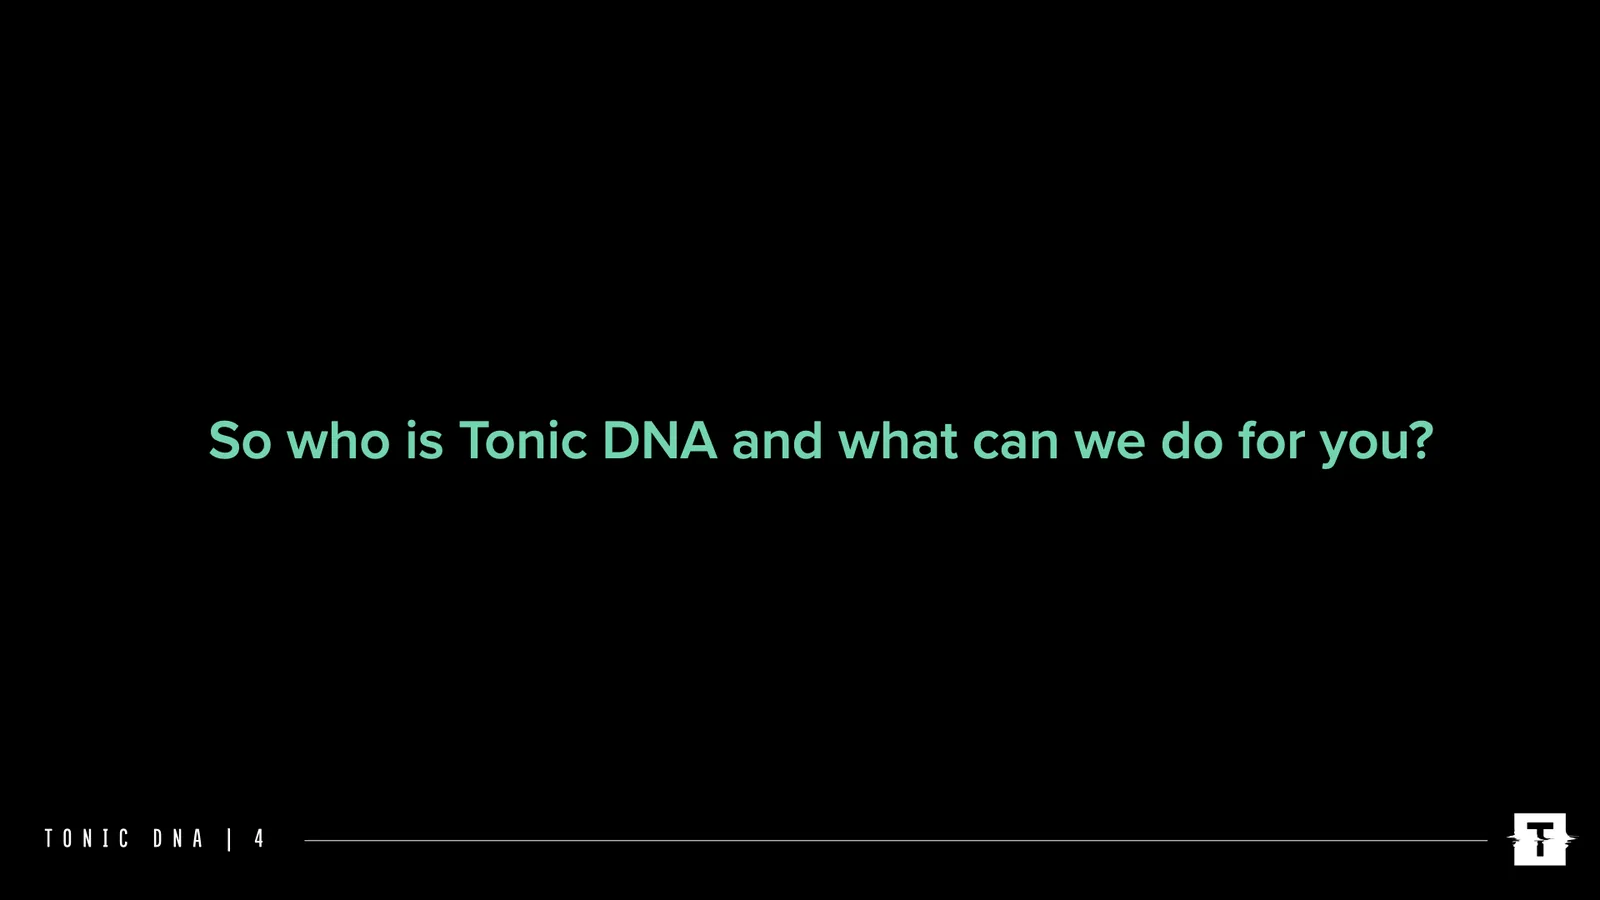 So who is Tonic DNA and what can we do for you?
TONIC DNA | 4
T